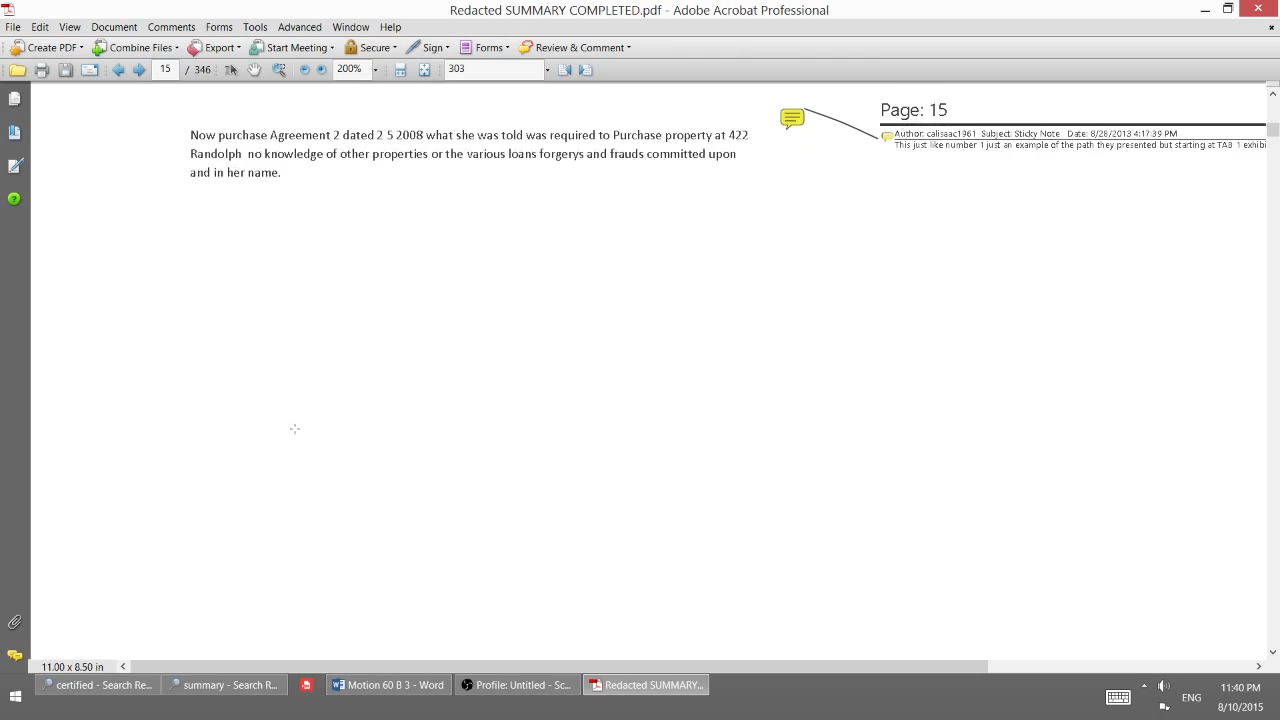 Redacted SUMMARY COMPLETED.pdf - Adobe Acrobat Professional
File Edit View Document Comments Forms Tools Advanced Window Help
Create PDF Combine Files Export Start Meeting Secure Sign Forms Review & Comment
15 / 346 200% 303
Page: 15
Author: calisaac1961 Subject: Sticky Note Date: 8/28/2013 4:17:39 PM
This just like number 1 just an example of the path they presented but starting at TAB 1 exhibi
Now purchase Agreement 2 dated 2 5 2008 what she was told was required to Purchase property at 422
Randolph no knowledge of other properties or the various loans forgerys and frauds committed upon
and in her name.
11.00 x 8.50 in
certified - Search Re... summary - Search R... Motion 60 B 3 - Word Profile: Untitled - Sc... Redacted SUMMARY...
ENG
11:40 PM
8/10/2015